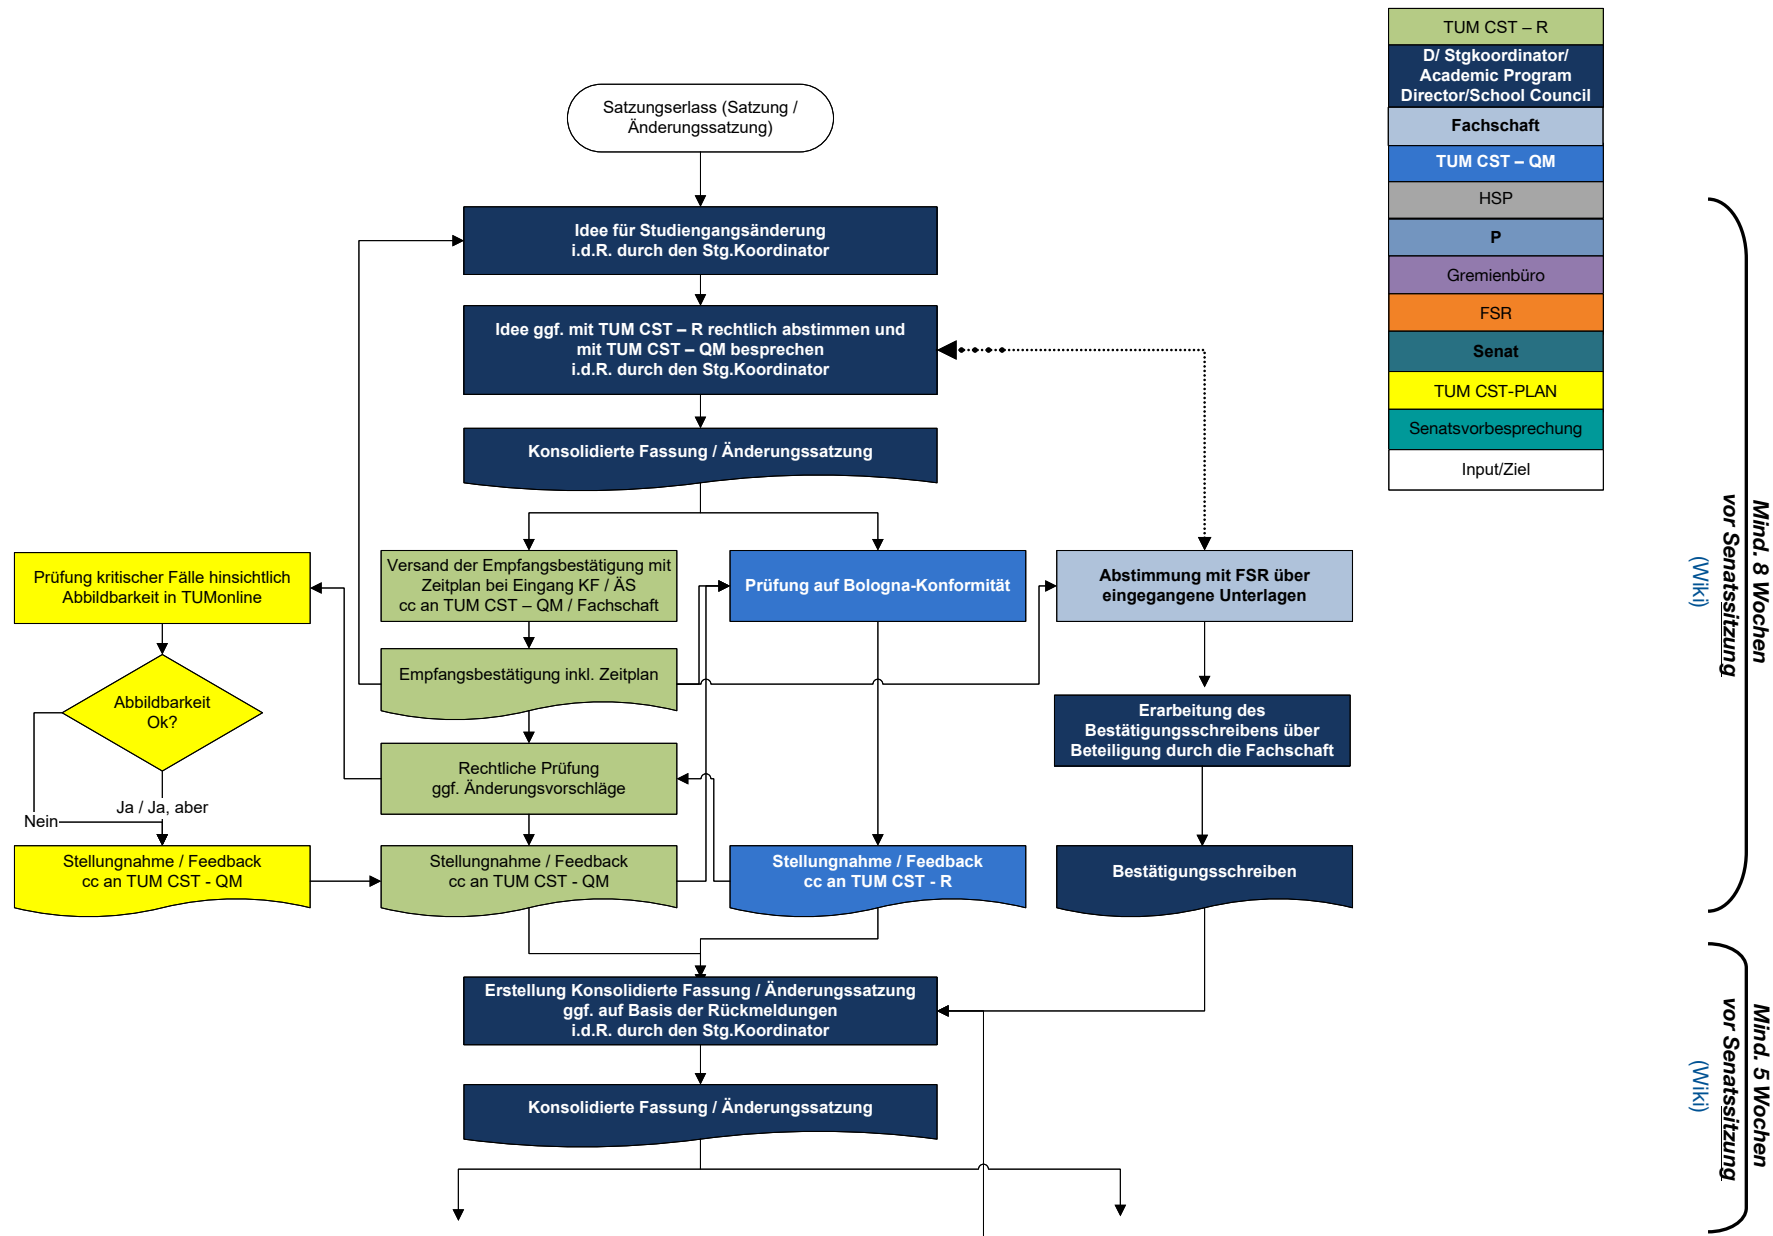 TUM CST – R
D/ Stgkoordinator/
Academic Program
Director/School Council
Fachschaft
TUM CST – QM
HSP
P
Gremienbüro
FSR
Senat
TUM CST-PLAN
Senatsvorbesprechung
Input/Ziel
Satzungserlass (Satzung /
Änderungssatzung)
Idee für Studiengangsänderung
i.d.R. durch den Stg.Koordinator
Idee ggf. mit TUM CST – R rechtlich abstimmen und
mit TUM CST – QM besprechen
i.d.R. durch den Stg.Koordinator
Konsolidierte Fassung / Änderungssatzung
Prüfung kritischer Fälle hinsichtlich
Abbildbarkeit in TUMonline
Versand der Empfangsbestätigung mit
Zeitplan bei Eingang KF / ÄS
cc an TUM CST – QM / Fachschaft
Prüfung auf Bologna-Konformität
Abstimmung mit FSR über
eingegangene Unterlagen
Empfangsbestätigung inkl. Zeitplan
Abbildbarkeit
Ok?
Erarbeitung des
Bestätigungsschreibens über
Beteiligung durch die Fachschaft
Rechtliche Prüfung
ggf. Änderungsvorschläge
Ja / Ja, aber
Nein
Stellungnahme / Feedback
cc an TUM CST - QM
Stellungnahme / Feedback
cc an TUM CST - QM
Stellungnahme / Feedback
cc an TUM CST - R
Bestätigungsschreiben
Mind. 8 Wochen
vor Senatssitzung
(Wiki)
Erstellung Konsolidierte Fassung / Änderungssatzung
ggf. auf Basis der Rückmeldungen
i.d.R. durch den Stg.Koordinator
Konsolidierte Fassung / Änderungssatzung
Mind. 5 Wochen
vor Senatssitzung
(Wiki)